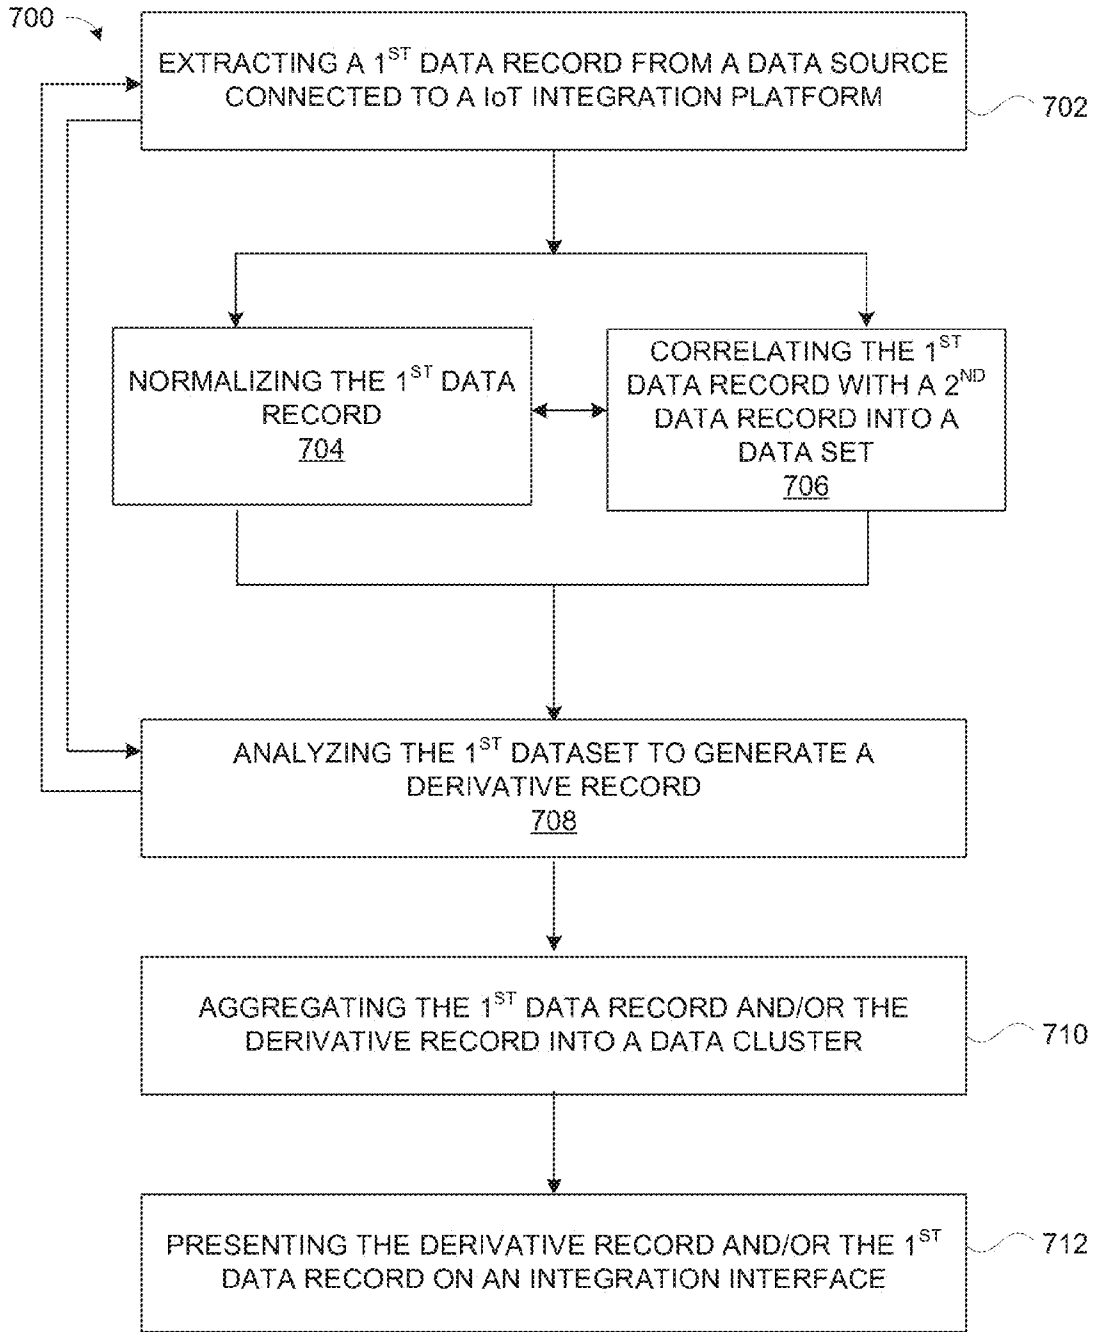 700
EXTRACTING A 1ST DATA RECORD FROM A DATA SOURCE
CONNECTED TO A IoT INTEGRATION PLATFORM
702
NORMALIZING THE 1ST DATA
RECORD
704
CORRELATING THE 1ST
DATA RECORD WITH A 2ND
DATA RECORD INTO A
DATA SET
706
ANALYZING THE 1ST DATASET TO GENERATE A
DERIVATIVE RECORD
708
AGGREGATING THE 1ST DATA RECORD AND/OR THE
DERIVATIVE RECORD INTO A DATA CLUSTER
710
PRESENTING THE DERIVATIVE RECORD AND/OR THE 1ST
DATA RECORD ON AN INTEGRATION INTERFACE
712